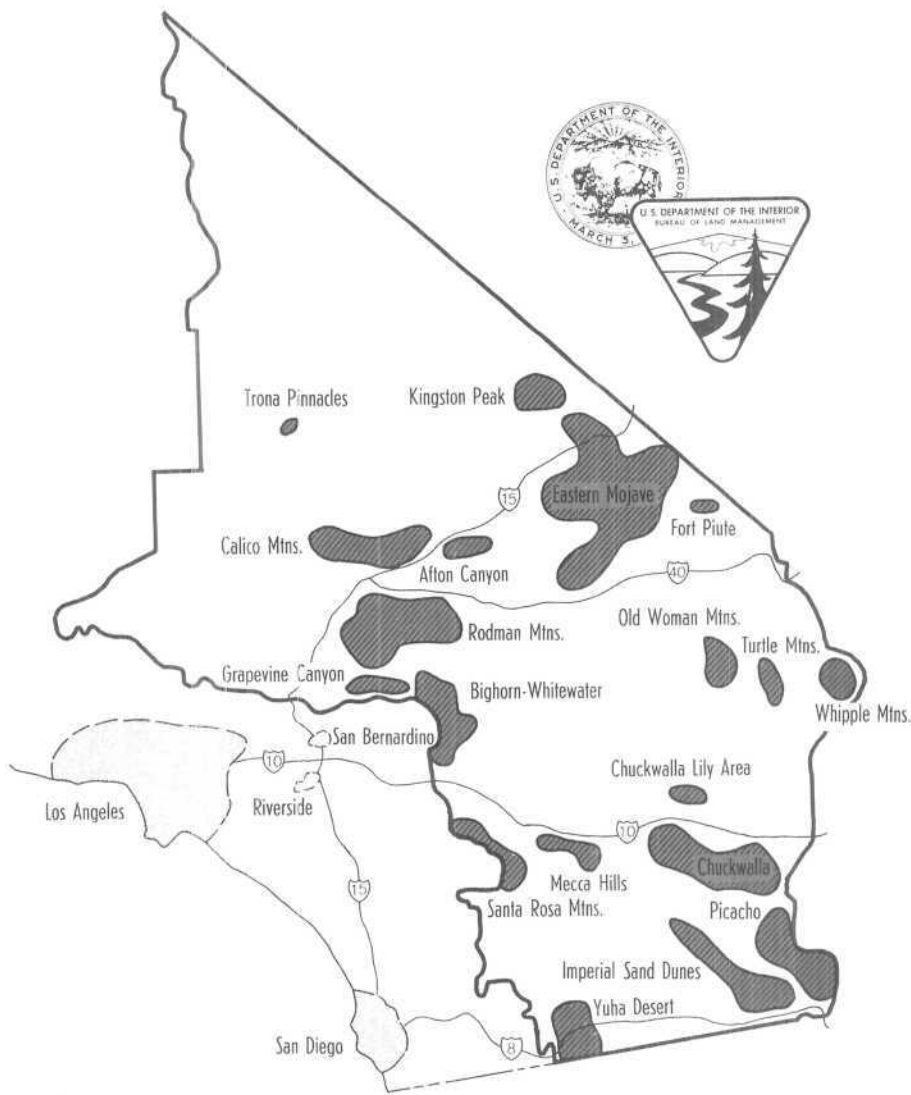 U.S. DEPARTMENT OF THE INTERIOR
MARCH 3,
U.S. DEPARTMENT OF THE INTERIOR
BUREAU OF LAND MANAGEMENT
Trona Pinnacles
Kingston Peak
15
Eastern Mojave
Fort Piute
Calico Mtns.
Afton Canyon
40
Old Woman Mtns.
Rodman Mtns.
Turtle Mtns.
Grapevine Canyon
Bighorn-Whitewater
Whipple Mtns.
San Bernardino
10
Chuckwalla Lily Area
Los Angeles
Riverside
10
Chuckwalla
15
Mecca Hills
Santa Rosa Mtns.
Picacho
Imperial Sand Dunes
Yuha Desert
San Diego
8